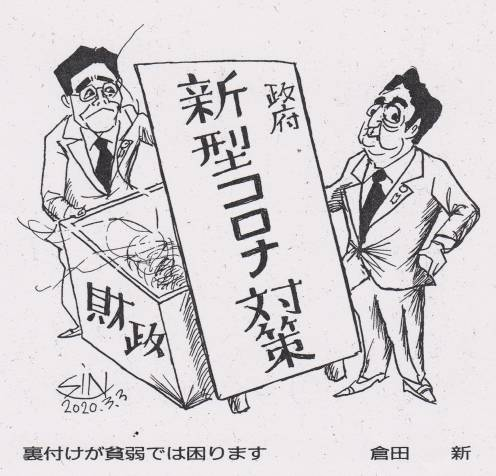 政府
新型コロナ対策
財政
SIN
2020.3.3
裏付けが貧弱では困ります
倉田 新